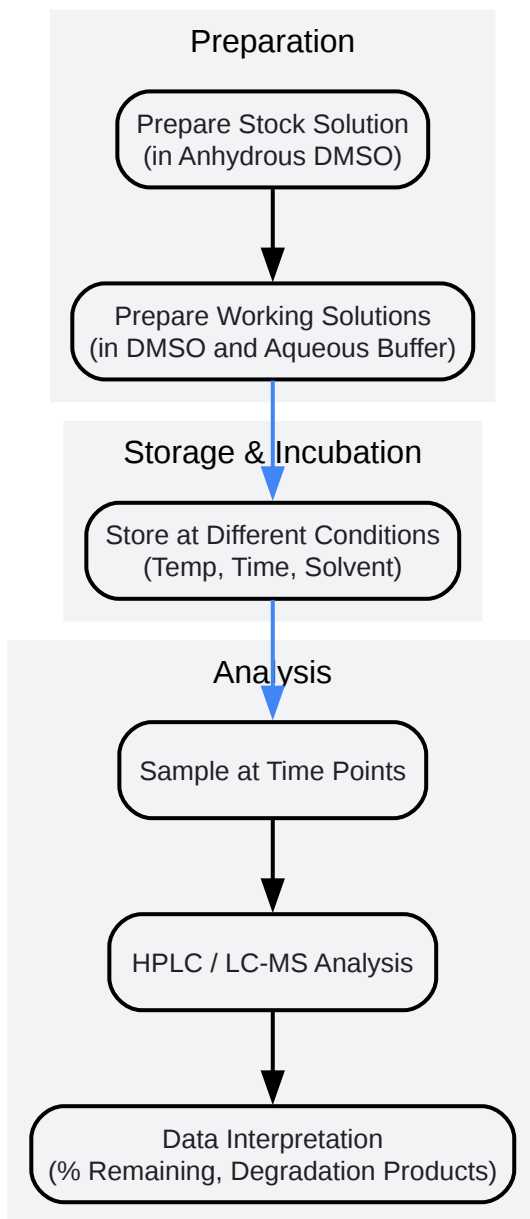 Preparation
Prepare Stock Solution
(in Anhydrous DMSO)
Prepare Working Solutions
(in DMSO and Aqueous Buffer)
Storage & Incubation
Store at Different Conditions
(Temp, Time, Solvent)
Analysis
Sample at Time Points
HPLC / LC-MS Analysis
Data Interpretation
(% Remaining, Degradation Products)